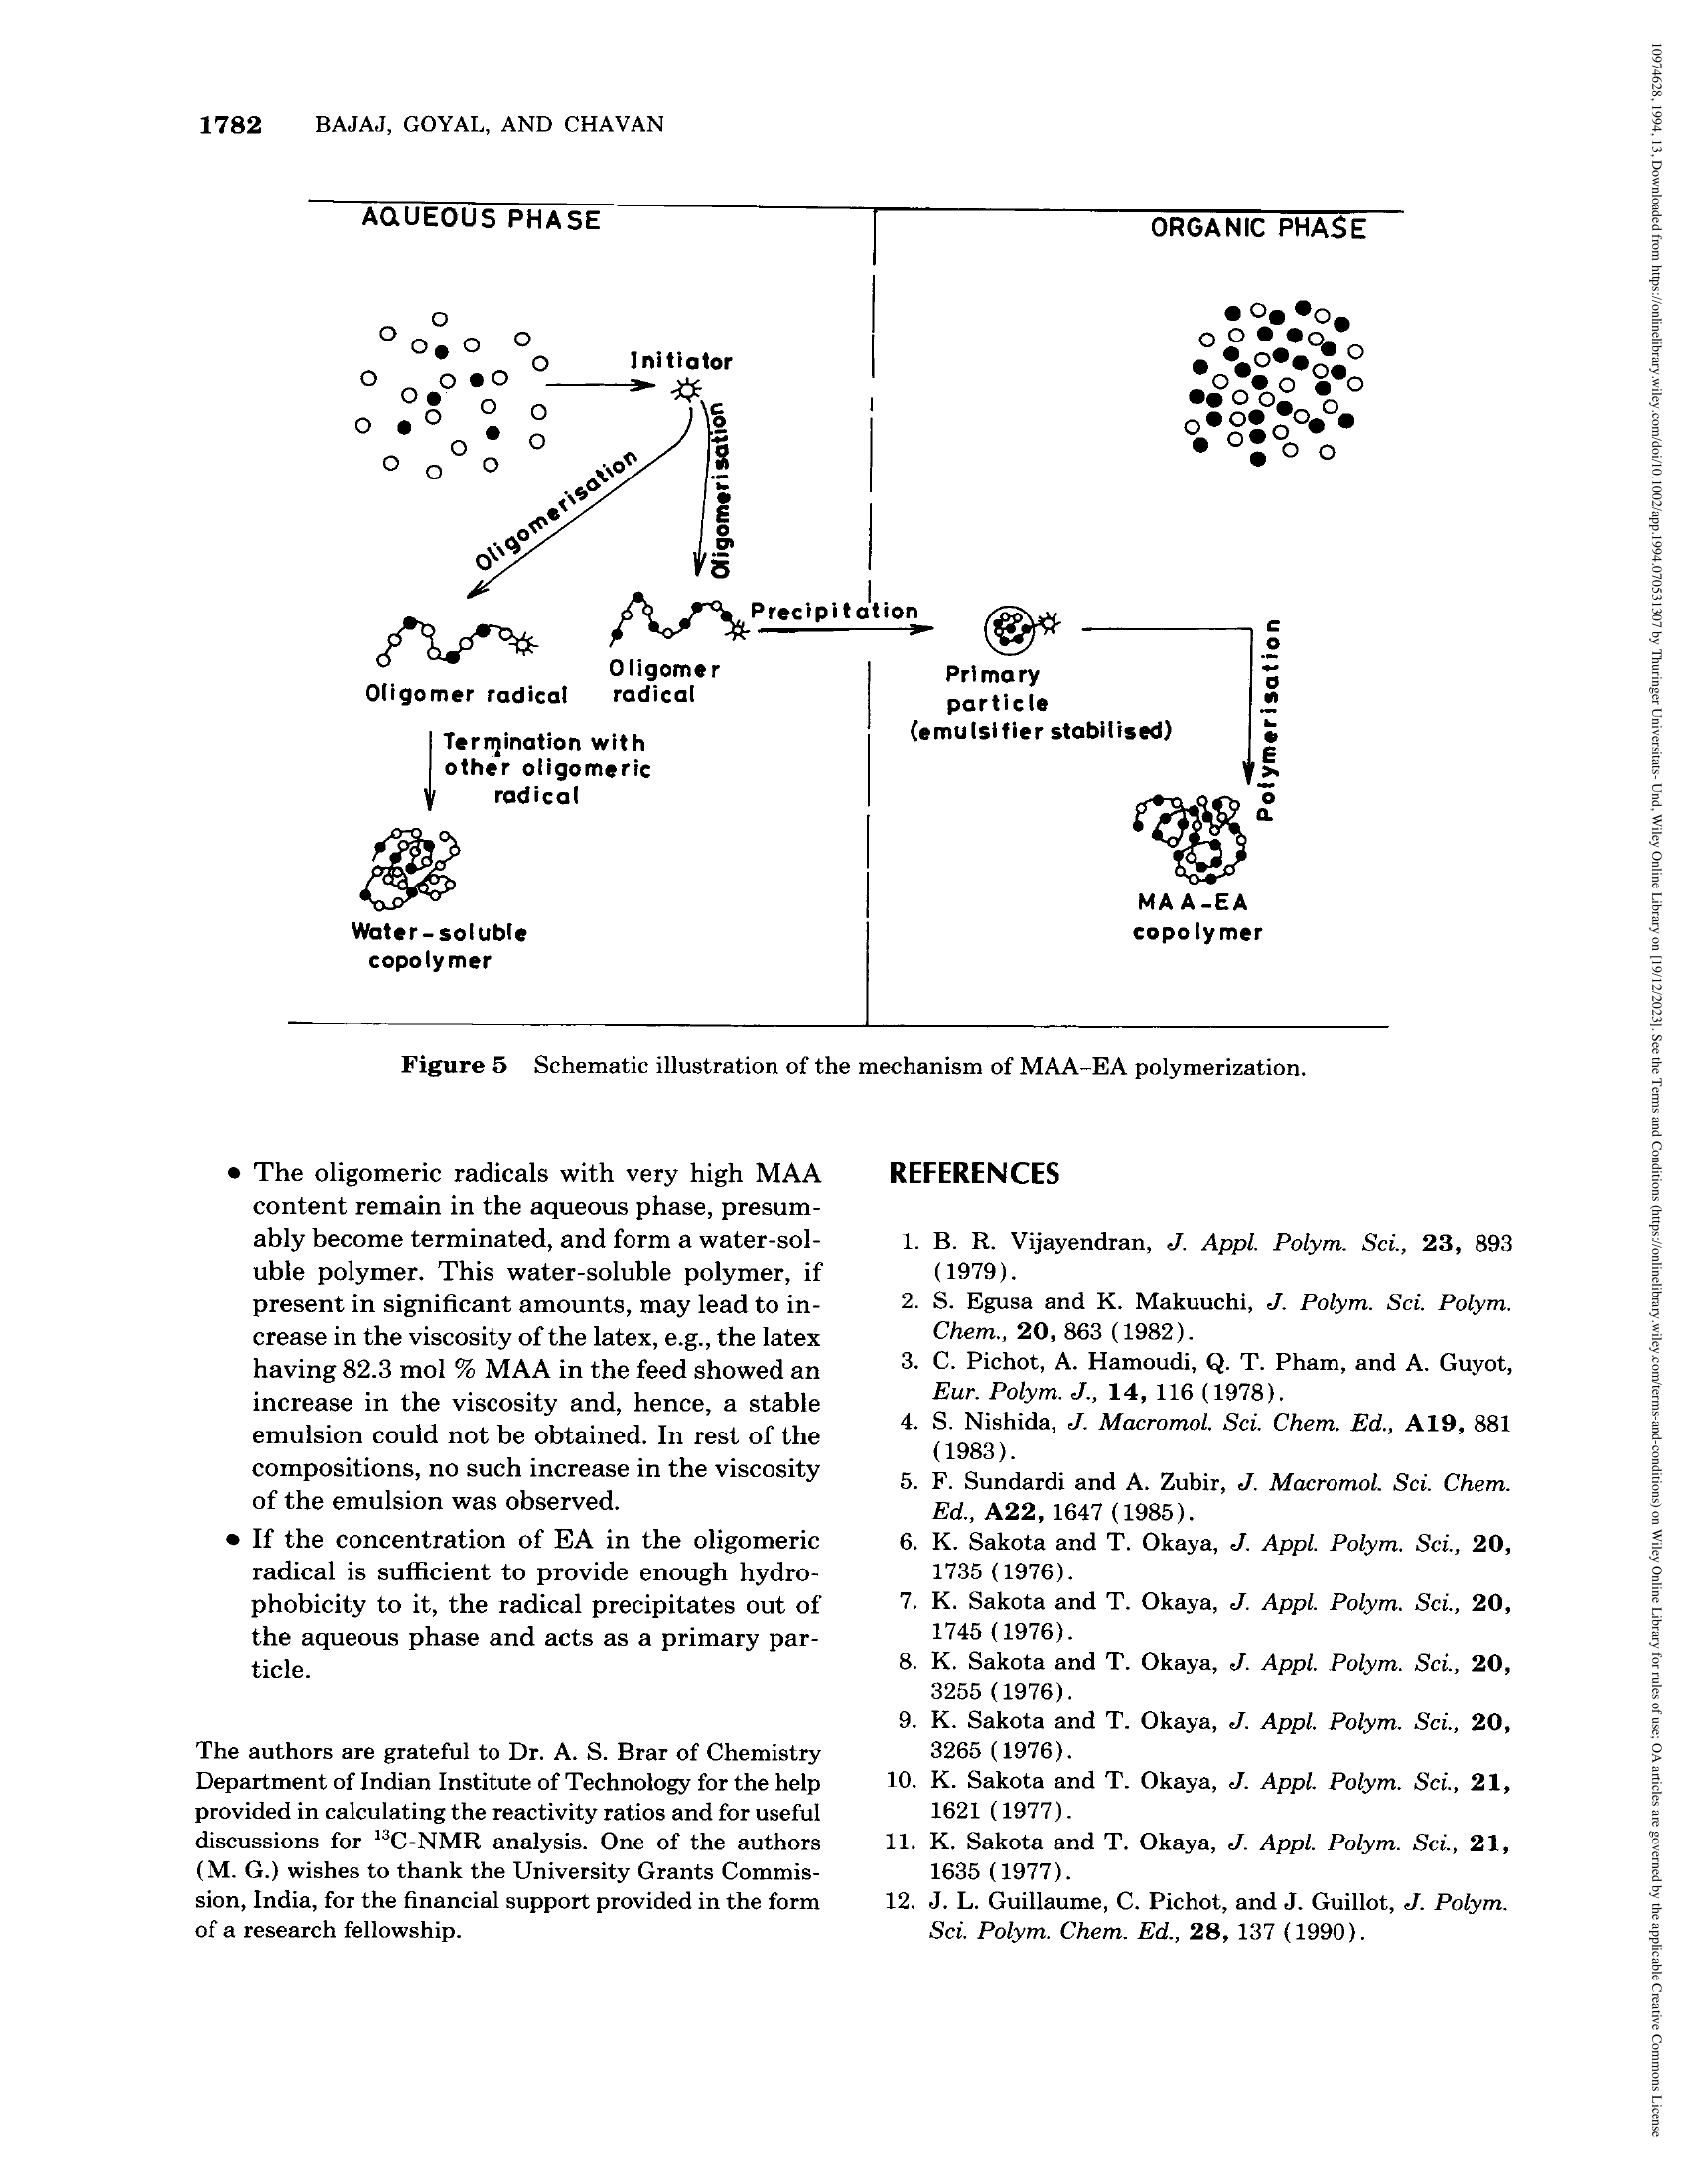 1782 BAJAJ, GOYAL, AND CHAVAN
AQUEOUS PHASE
ORGANIC PHASE
Initiator
Oligomerisation
Oligomerisation
Precipitation
Oligomer radical
Oligomer
radical
Primary
particle
(emulsifier stabilised)
Polymerisation
Termination with
other oligomeric
radical
Water-soluble
copolymer
MAA-EA
copolymer
Figure 5 Schematic illustration of the mechanism of MAA–EA polymerization.
• The oligomeric radicals with very high MAA
content remain in the aqueous phase, presum-
ably become terminated, and form a water-sol-
uble polymer. This water-soluble polymer, if
present in significant amounts, may lead to in-
crease in the viscosity of the latex, e.g., the latex
having 82.3 mol % MAA in the feed showed an
increase in the viscosity and, hence, a stable
emulsion could not be obtained. In rest of the
compositions, no such increase in the viscosity
of the emulsion was observed.
• If the concentration of EA in the oligomeric
radical is sufficient to provide enough hydro-
phobicity to it, the radical precipitates out of
the aqueous phase and acts as a primary par-
ticle.
The authors are grateful to Dr. A. S. Brar of Chemistry
Department of Indian Institute of Technology for the help
provided in calculating the reactivity ratios and for useful
discussions for ¹³C-NMR analysis. One of the authors
(M. G.) wishes to thank the University Grants Commis-
sion, India, for the financial support provided in the form
of a research fellowship.
REFERENCES
1. B. R. Vijayendran, J. Appl. Polym. Sci., 23, 893
(1979).
2. S. Egusa and K. Makuuchi, J. Polym. Sci. Polym.
Chem., 20, 863 (1982).
3. C. Pichot, A. Hamoudi, Q. T. Pham, and A. Guyot,
Eur. Polym. J., 14, 116 (1978).
4. S. Nishida, J. Macromol. Sci. Chem. Ed., A19, 881
(1983).
5. F. Sundardi and A. Zubir, J. Macromol. Sci. Chem.
Ed., A22, 1647 (1985).
6. K. Sakota and T. Okaya, J. Appl. Polym. Sci., 20,
1735 (1976).
7. K. Sakota and T. Okaya, J. Appl. Polym. Sci., 20,
1745 (1976).
8. K. Sakota and T. Okaya, J. Appl. Polym. Sci., 20,
3255 (1976).
9. K. Sakota and T. Okaya, J. Appl. Polym. Sci., 20,
3265 (1976).
10. K. Sakota and T. Okaya, J. Appl. Polym. Sci., 21,
1621 (1977).
11. K. Sakota and T. Okaya, J. Appl. Polym. Sci., 21,
1635 (1977).
12. J. L. Guillaume, C. Pichot, and J. Guillot, J. Polym.
Sci. Polym. Chem. Ed., 28, 137 (1990).
10974628, 1994, 13, Downloaded from https://onlinelibrary.wiley.com/doi/10.1002/app.1994.070531307 by Thuringer Universitats- Und, Wiley Online Library on [19/12/2023]. See the Terms and Conditions (https://onlinelibrary.wiley.com/terms-and-conditions) on Wiley Online Library for rules of use; OA articles are governed by the applicable Creative Commons License